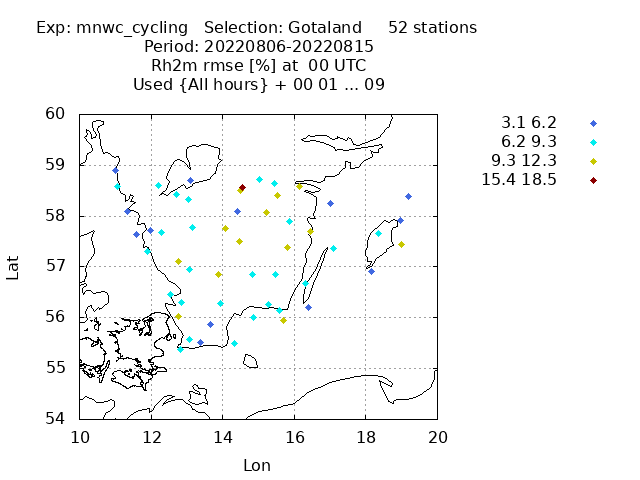 Exp: mnwc_cycling   Selection: Gotaland     52 stations
Period: 20220806-20220815
Rh2m rmse [%] at  00 UTC
Used {All hours} + 00 01 ... 09
3.1 6.2
6.2 9.3
9.3 12.3
15.4 18.5
60
59
58
57
56
55
54
Lat
10 12 14 16 18 20
Lon